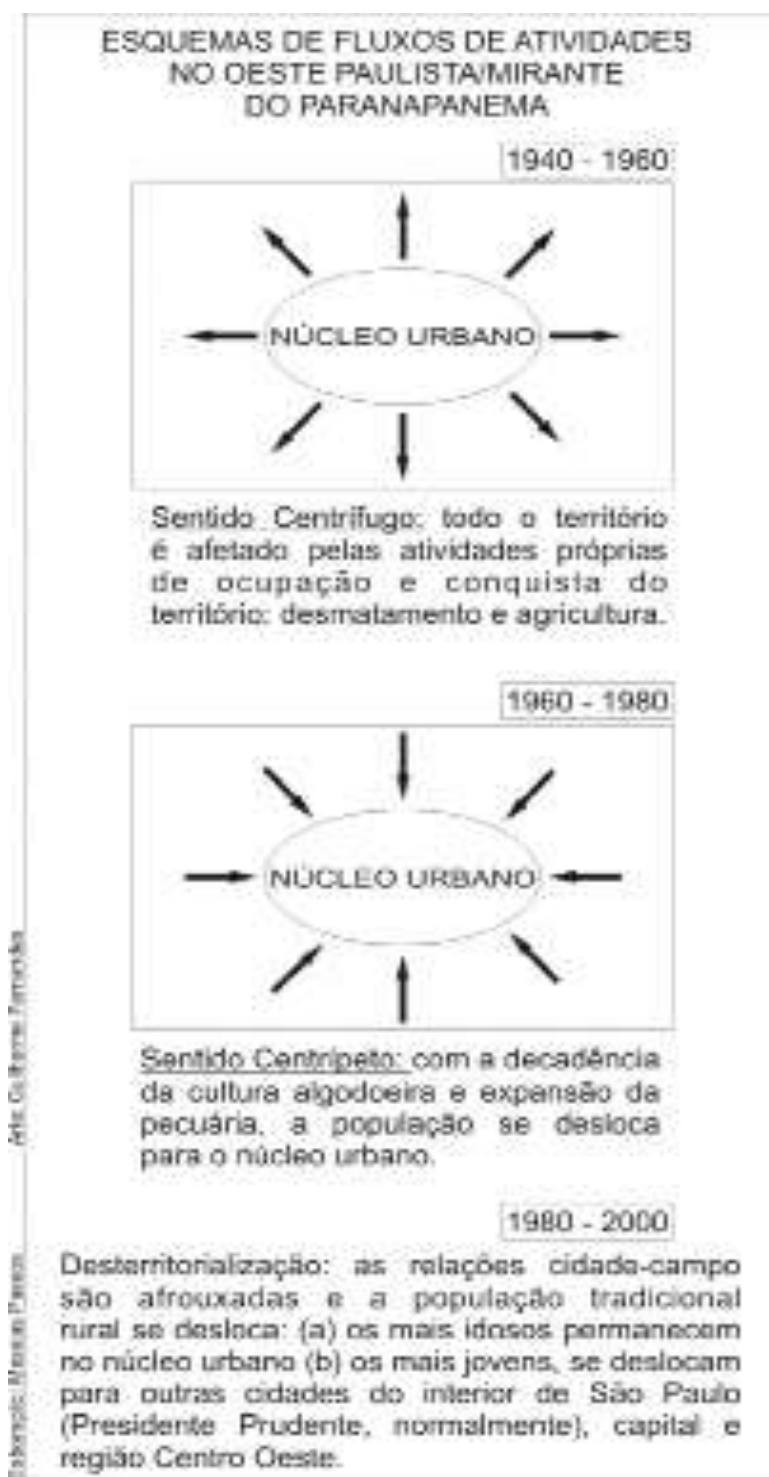 ESQUEMAS DE FLUXOS DE ATIVIDADES
NO OESTE PAULISTA/MIRANTE
DO PARANAPANEMA
1940 - 1960
NÚCLEO URBANO
Sentido Centrífugo: todo o território
é afetado pelas atividades próprias
de ocupação e conquista do
território: desmatamento e agricultura.
1960 - 1980
NÚCLEO URBANO
Sentido Centrípeto: com a decadência
da cultura algodoeira e expansão da
pecuária, a população se desloca
para o núcleo urbano.
1980 - 2000
Desterritorialização: as relações cidade-campo
são afrouxadas e a população tradicional
rural se desloca: (a) os mais idosos permanecem
no núcleo urbano (b) os mais jovens, se deslocam
para outras cidades do interior de São Paulo
(Presidente Prudente, normalmente), capital e
região Centro Oeste.
Arte: Guilherme